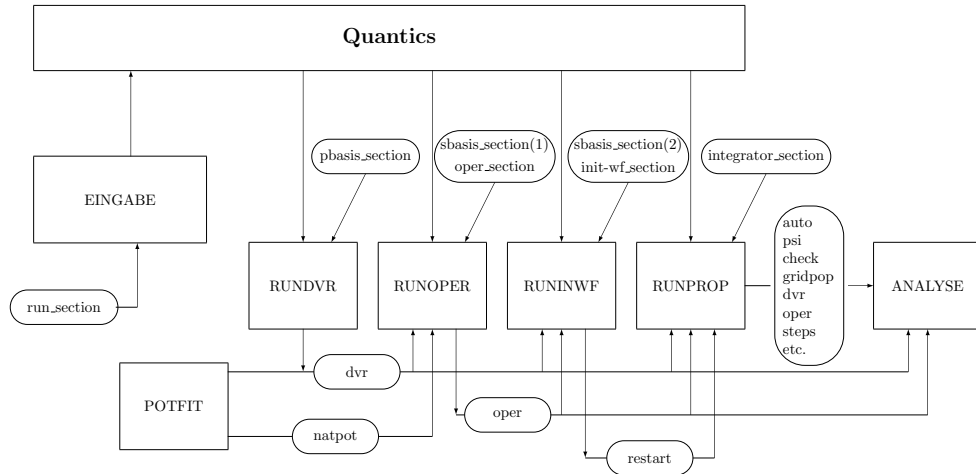 Quantics
pbasis_section
sbasis_section(1)
oper_section
sbasis_section(2)
init-wf_section
integrator_section
EINGABE
run_section
RUNDVR
RUNOPER
RUNINWF
RUNPROP
auto
psi
check
gridpop
dvr
oper
steps
etc.
ANALYSE
POTFIT
dvr
natpot
oper
restart